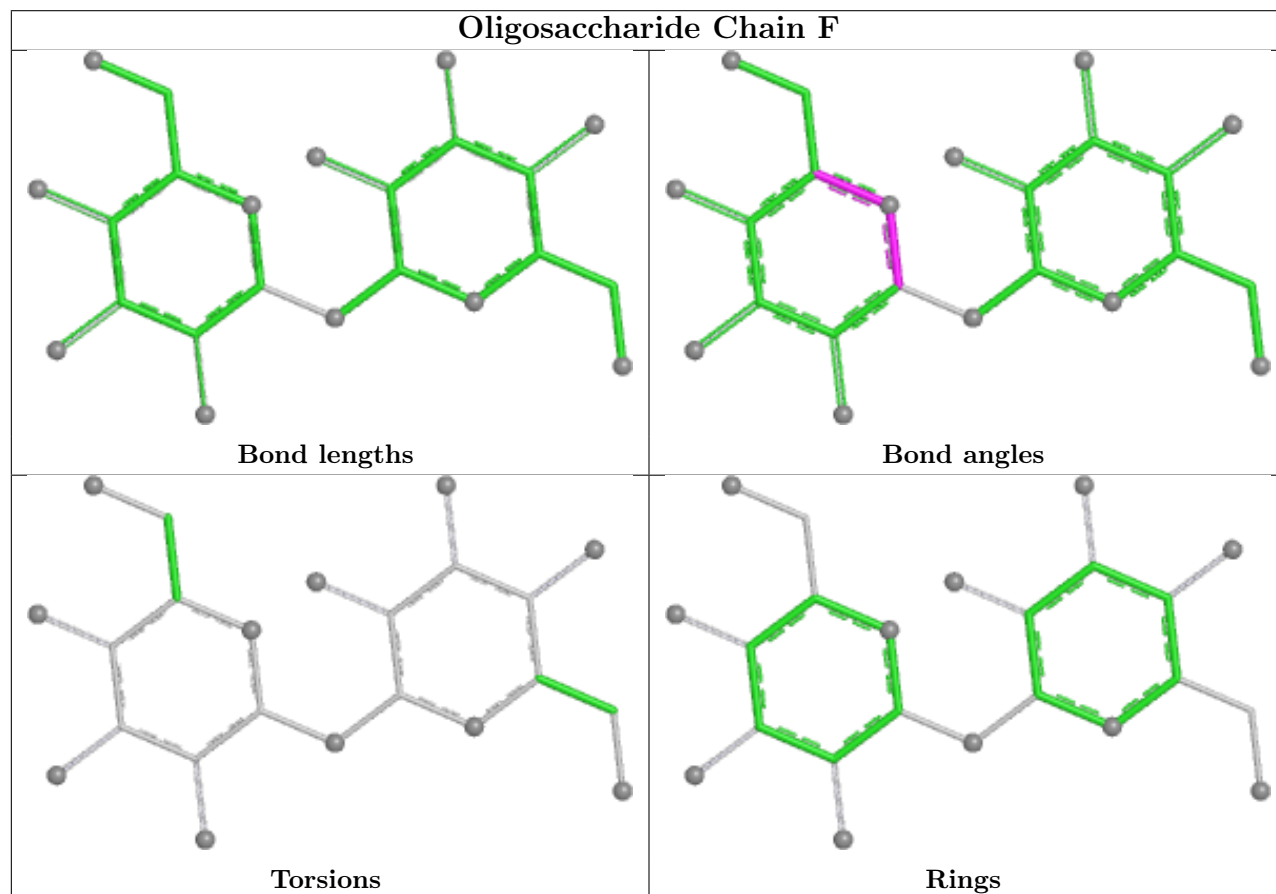 Oligosaccharide Chain F
Bond lengths
Bond angles
Torsions
Rings